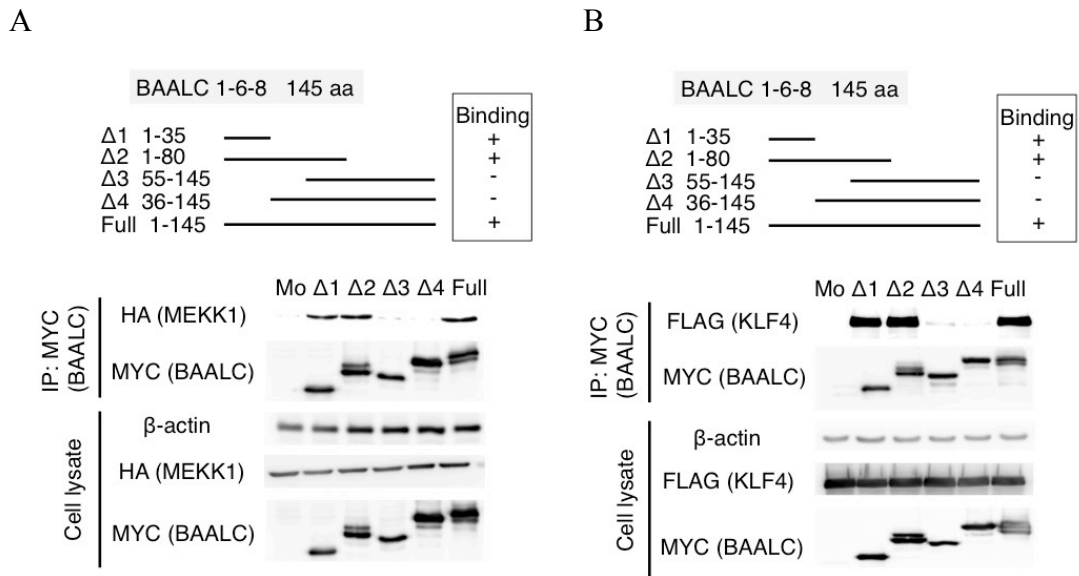 A
BAALC 1-6-8 145 aa
Binding
Δ1 1-35 +
Δ2 1-80 +
Δ3 55-145 -
Δ4 36-145 -
Full 1-145 +
Mo Δ1 Δ2 Δ3 Δ4 Full
IP: MYC
(BAALC)
HA (MEKK1)
MYC (BAALC)
Cell lysate
β-actin
HA (MEKK1)
MYC (BAALC)
B
BAALC 1-6-8 145 aa
Binding
Δ1 1-35 +
Δ2 1-80 +
Δ3 55-145 -
Δ4 36-145 -
Full 1-145 +
Mo Δ1 Δ2 Δ3 Δ4 Full
IP: MYC
(BAALC)
FLAG (KLF4)
MYC (BAALC)
Cell lysate
β-actin
FLAG (KLF4)
MYC (BAALC)